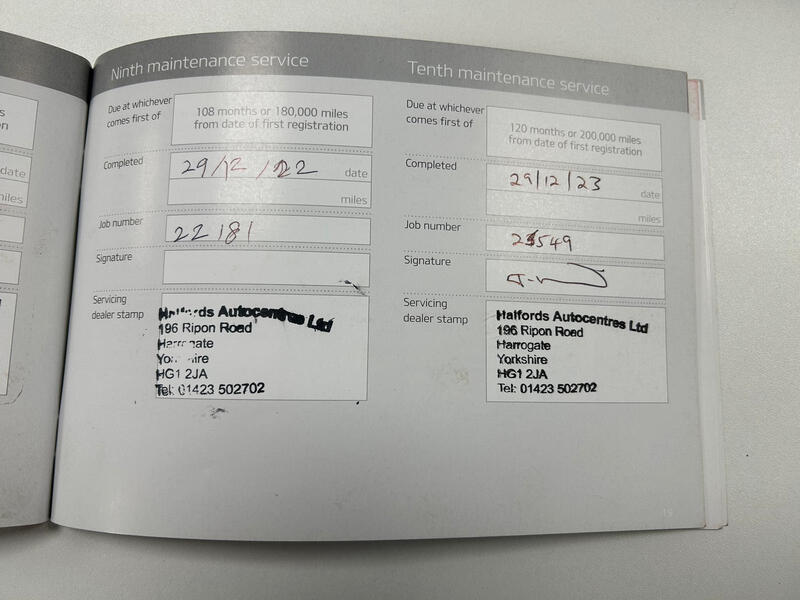 Ninth maintenance service
Due at whichever
comes first of
108 months or 180,000 miles
from date of first registration
Completed
29/12/22 date
miles
Job number
22181
Signature
Servicing
dealer stamp
Halfords Autocentres Ltd
196 Ripon Road
Harrogate
Yorkshire
HG1 2JA
Tel: 01423 502702
Tenth maintenance service
Due at whichever
comes first of
120 months or 200,000 miles
from date of first registration
Completed
29/12/23 date
miles
Job number
23549
Signature
Servicing
dealer stamp
Halfords Autocentres Ltd
196 Ripon Road
Harrogate
Yorkshire
HG1 2JA
Tel: 01423 502702
19
date